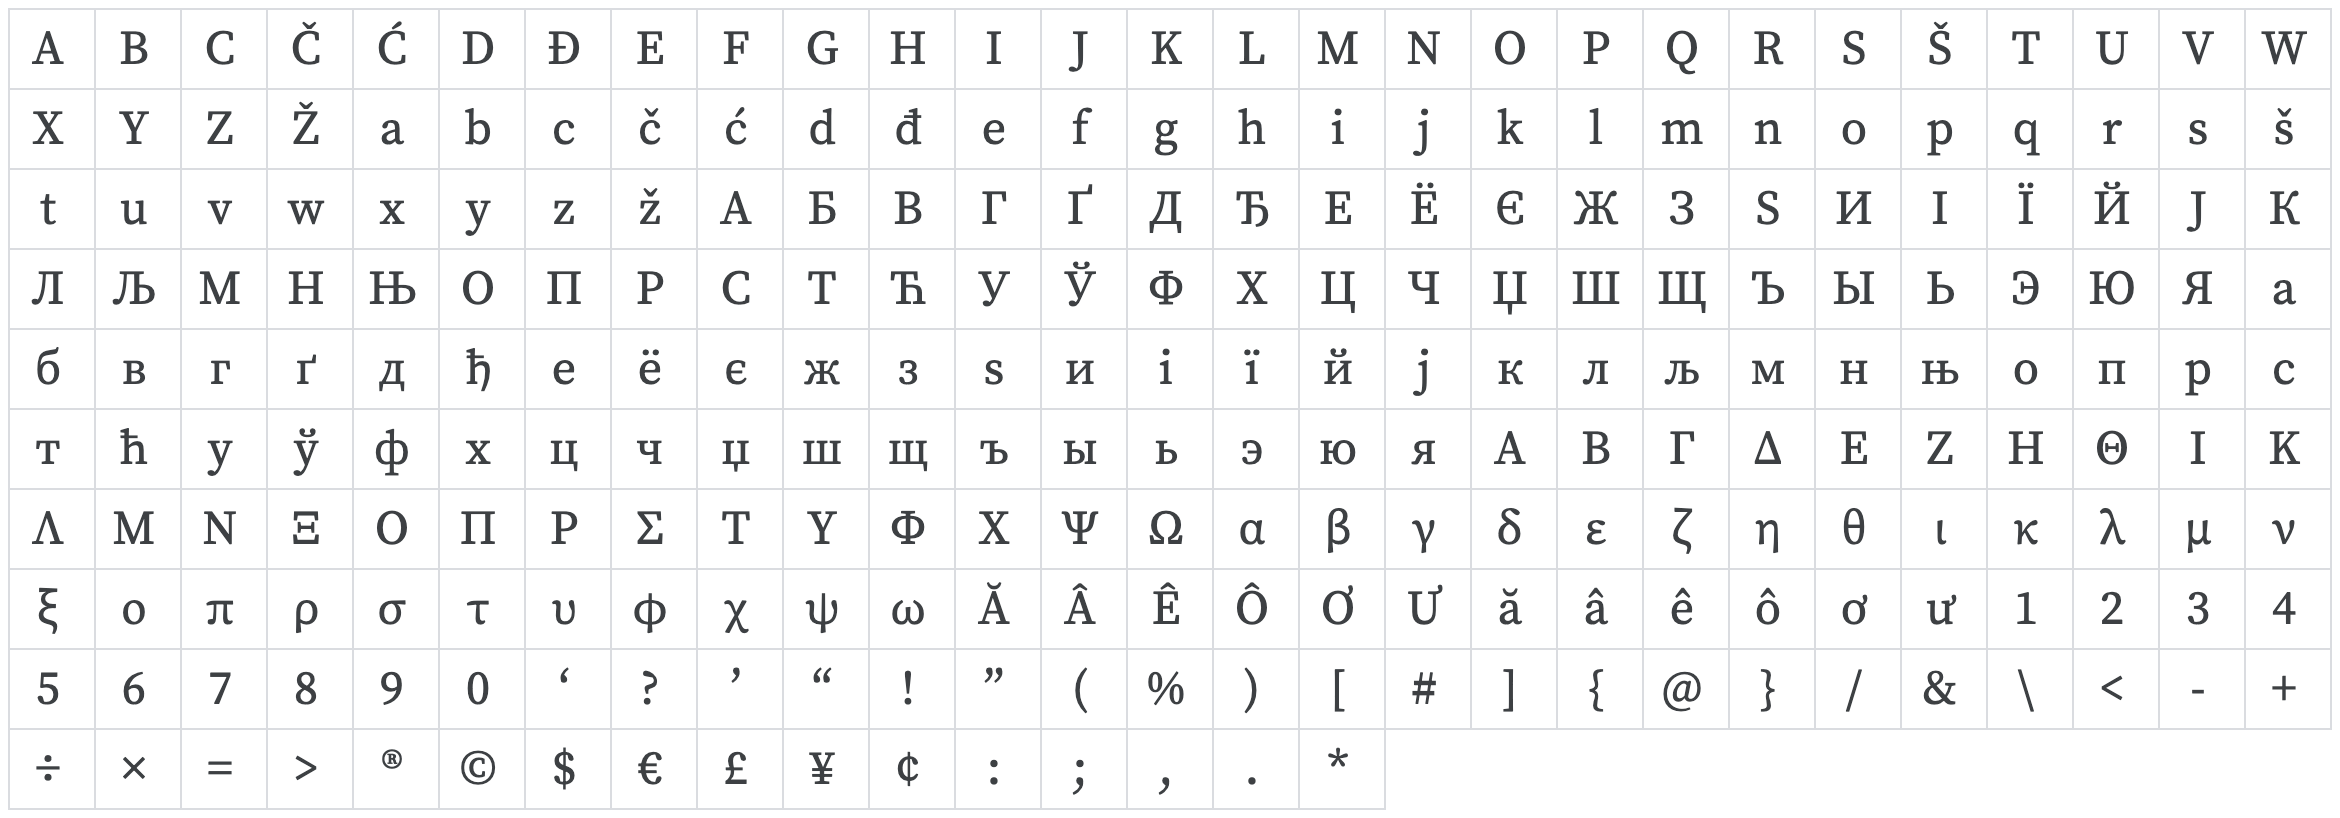 A B C Č Ć D Đ E F G H I J K L M N O P Q R S Š T U V W
X Y Z Ž a b c č ć d đ e f g h i j k l m n o p q r s š
t u v w x y z ž А Б В Г Ґ Д Ђ Е Ё Є Ж З Ѕ И І Ї Й Ј К
Л Љ М Н Њ О П Р С Т Ћ У Ў Ф Х Ц Ч Џ Ш Щ Ъ Ы Ь Э Ю Я а
б в г ґ д ђ е ё є ж з ѕ и і ї й ј к л љ м н њ о п р с
т ћ у ў ф х ц ч џ ш щ ъ ы ь э ю я Α Β Γ Δ Ε Ζ Η Θ Ι Κ
Λ Μ Ν Ξ Ο Π Ρ Σ Τ Υ Φ Χ Ψ Ω α β γ δ ε ζ η θ ι κ λ μ ν
ξ ο π ρ σ τ υ φ χ ψ ω Ă Â Ê Ô Ơ Ư ă â ê ô ơ ư 1 2 3 4
5 6 7 8 9 0 ‘ ? ’ “ ! ” ( % ) [ # ] { @ } / & \ < - +
÷ × = > ® © $ € £ ¥ ¢ : ; , . *